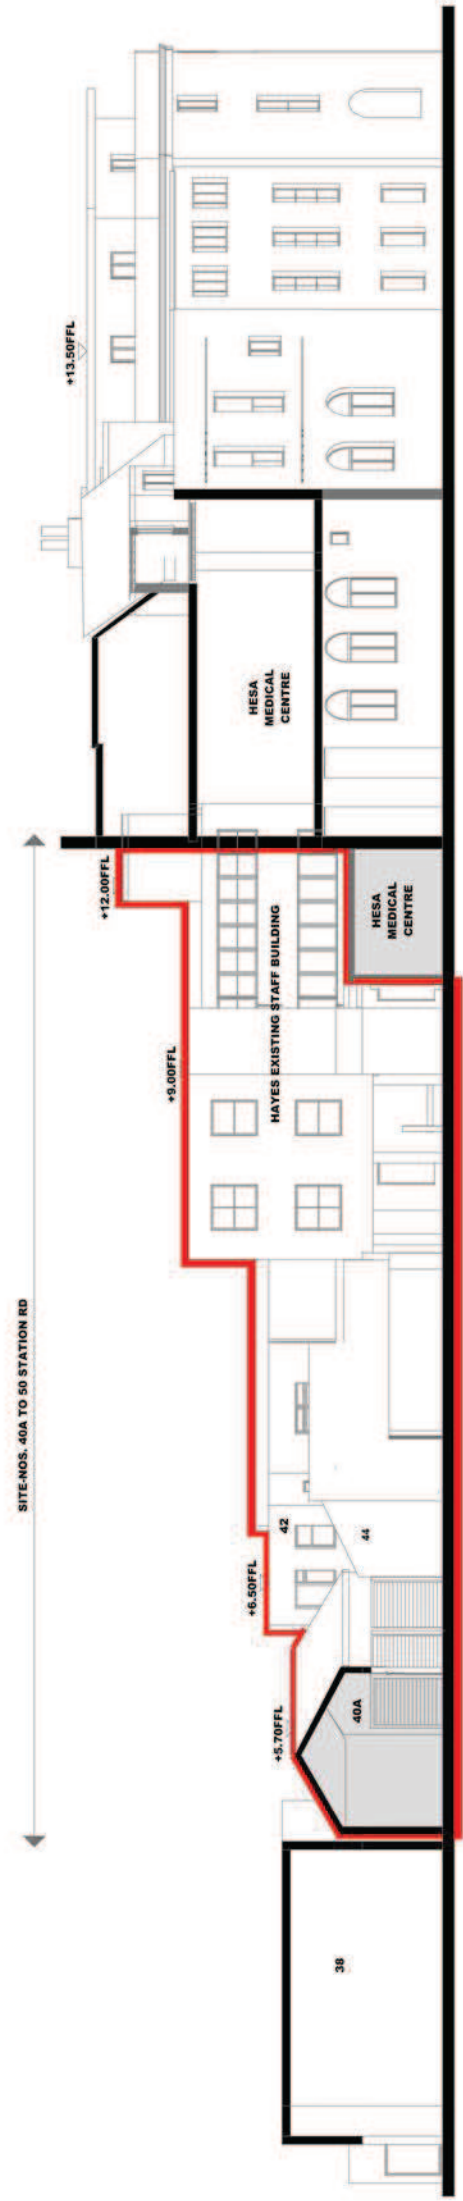 SITE-NOS. 40A TO 50 STATION RD
38
40A
+5.70FFL
+6.50FFL
42
44
+9.00FFL
HAYES EXISTING STAFF BUILDING
+12.00FFL
HESA
MEDICAL
CENTRE
HESA
MEDICAL
CENTRE
+13.50FFL